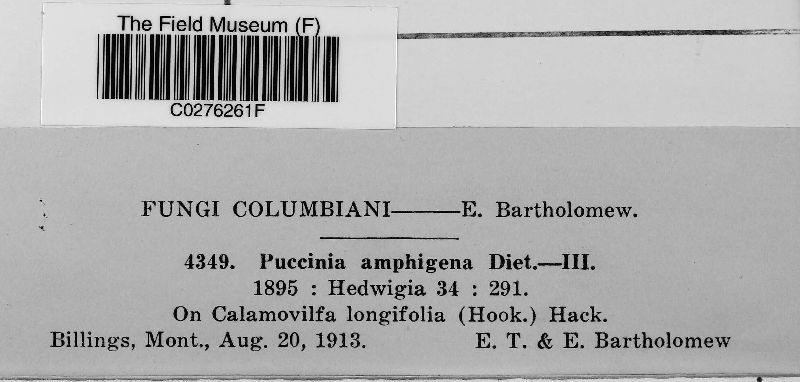 The Field Museum (F)
C0276261F
FUNGI COLUMBIANI———E. Bartholomew.
4349. Puccinia amphigena Diet.—III.
1895 : Hedwigia 34 : 291.
On Calamovilfa longifolia (Hook.) Hack.
Billings, Mont., Aug. 20, 1913. E. T. & E. Bartholomew